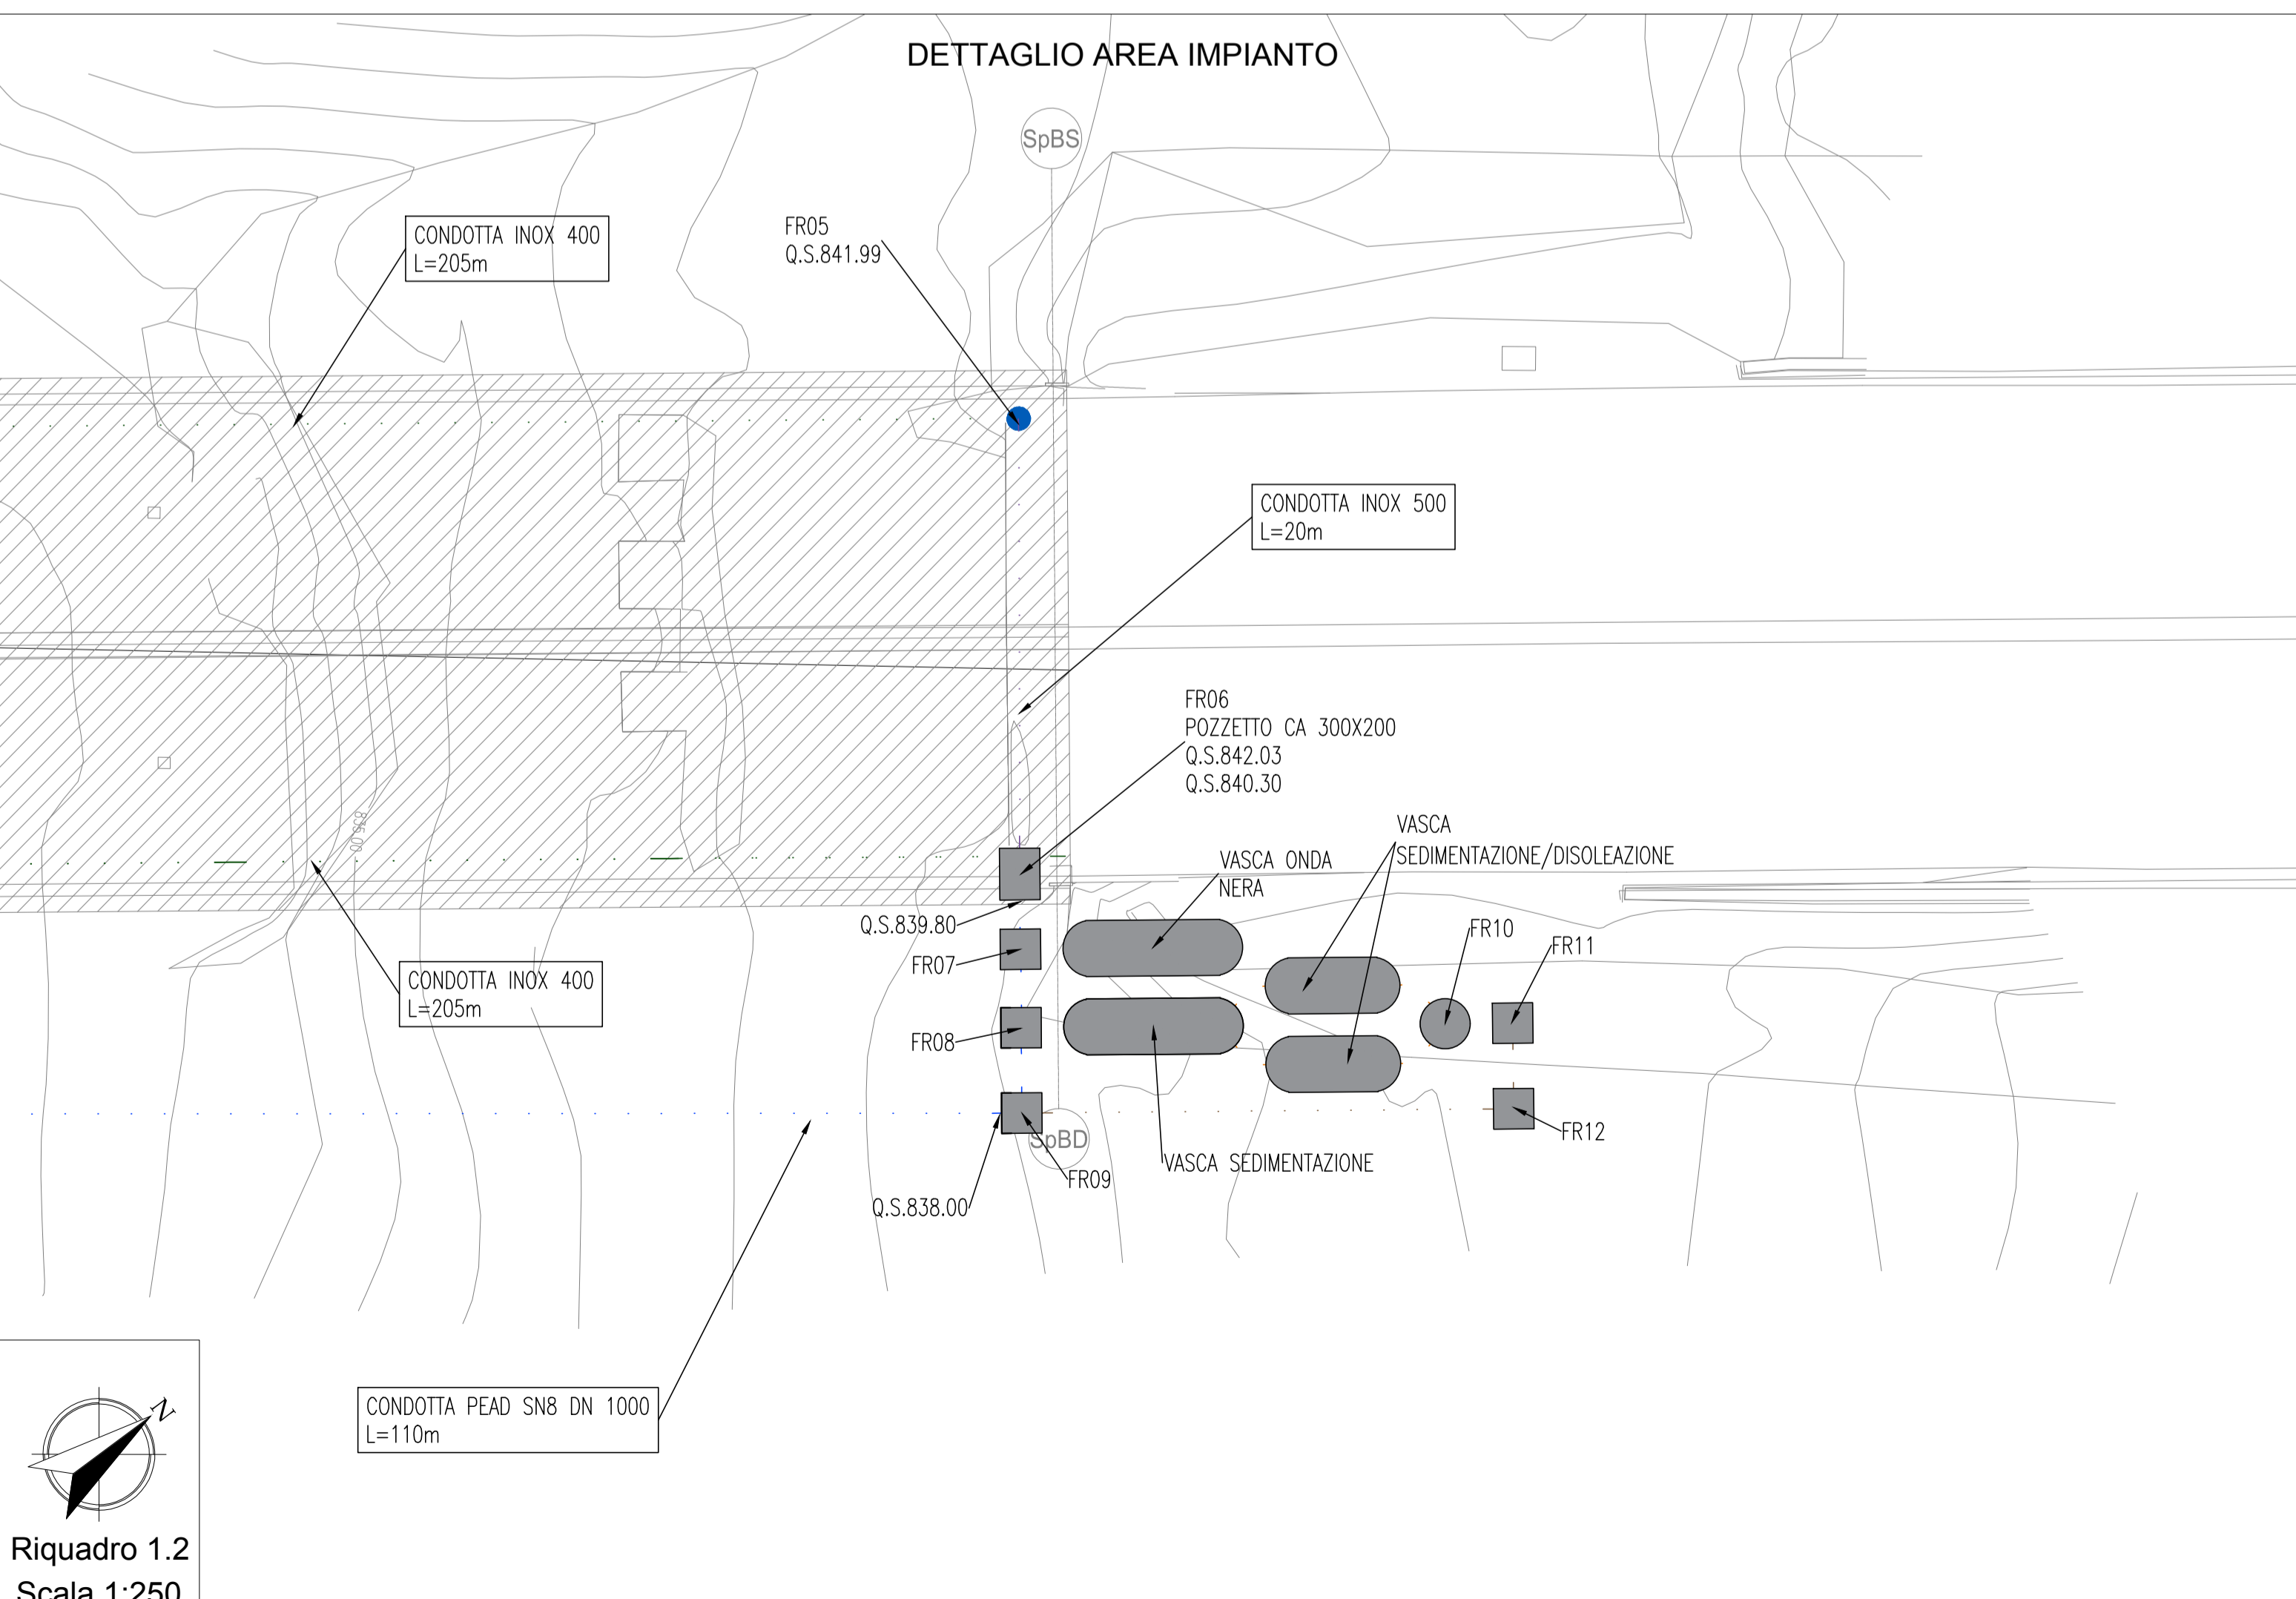 DETTAGLIO AREA IMPIANTO
SpBS
CONDOTTA INOX 400
L=205m
FR05
Q.S.841.99
CONDOTTA INOX 500
L=20m
FR06
POZZETTO CA 300X200
Q.S.842.03
Q.S.840.30
835.00
VASCA
SEDIMENTAZIONE/DISOLEAZIONE
VASCA ONDA
NERA
Q.S.839.80
FR07
FR10
FR11
CONDOTTA INOX 400
L=205m
FR08
FR12
SpBD
VASCA SEDIMENTAZIONE
FR09
Q.S.838.00
CONDOTTA PEAD SN8 DN 1000
L=110m
N
Riquadro 1.2
Scala 1:250